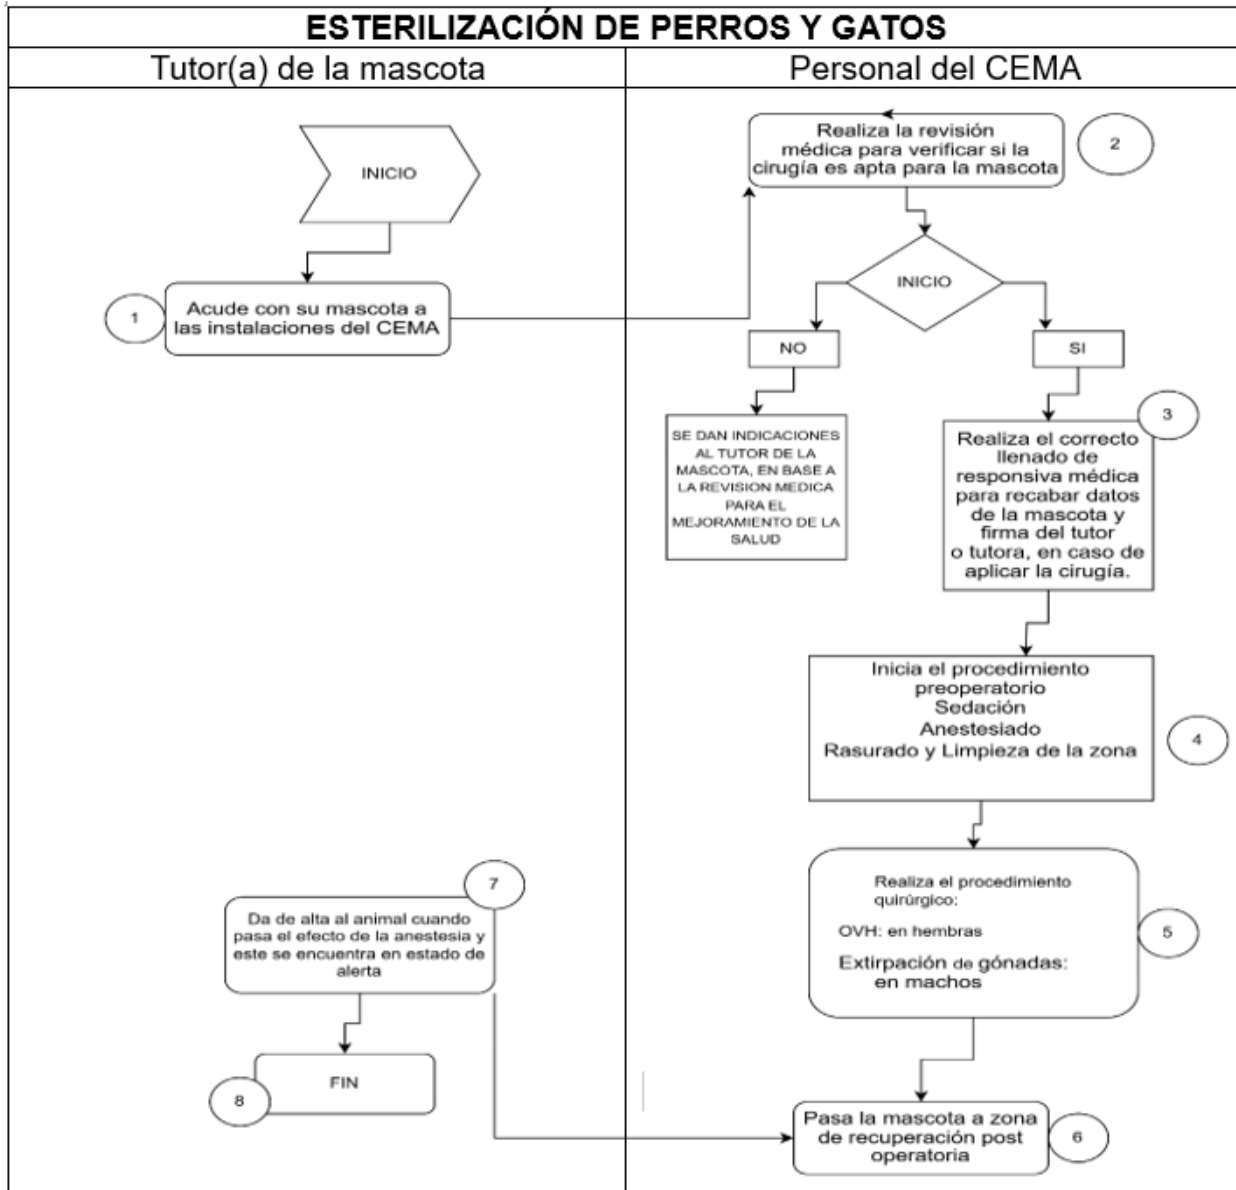 ESTERILIZACIÓN DE PERROS Y GATOS
Tutor(a) de la mascota
Personal del CEMA
INICIO
1
Acude con su mascota a
las instalaciones del CEMA
Realiza la revisión
médica para verificar si la
cirugía es apta para la mascota
2
INICIO
NO
SI
SE DAN INDICACIONES
AL TUTOR DE LA
MASCOTA, EN BASE A
LA REVISION MEDICA
PARA EL
MEJORAMIENTO DE LA
SALUD
3
Realiza el correcto
llenado de
responsiva médica
para recabar datos
de la mascota y
firma del tutor
o tutora, en caso de
aplicar la cirugía.
Inicia el procedimiento
preoperatorio
Sedación
Anestesiado
Rasurado y Limpieza de la zona
4
Realiza el procedimiento
quirúrgico:
OVH: en hembras
Extirpación de gónadas:
en machos
5
Pasa la mascota a zona
de recuperación post
operatoria
6
7
Da de alta al animal cuando
pasa el efecto de la anestesia y
este se encuentra en estado de
alerta
FIN
8